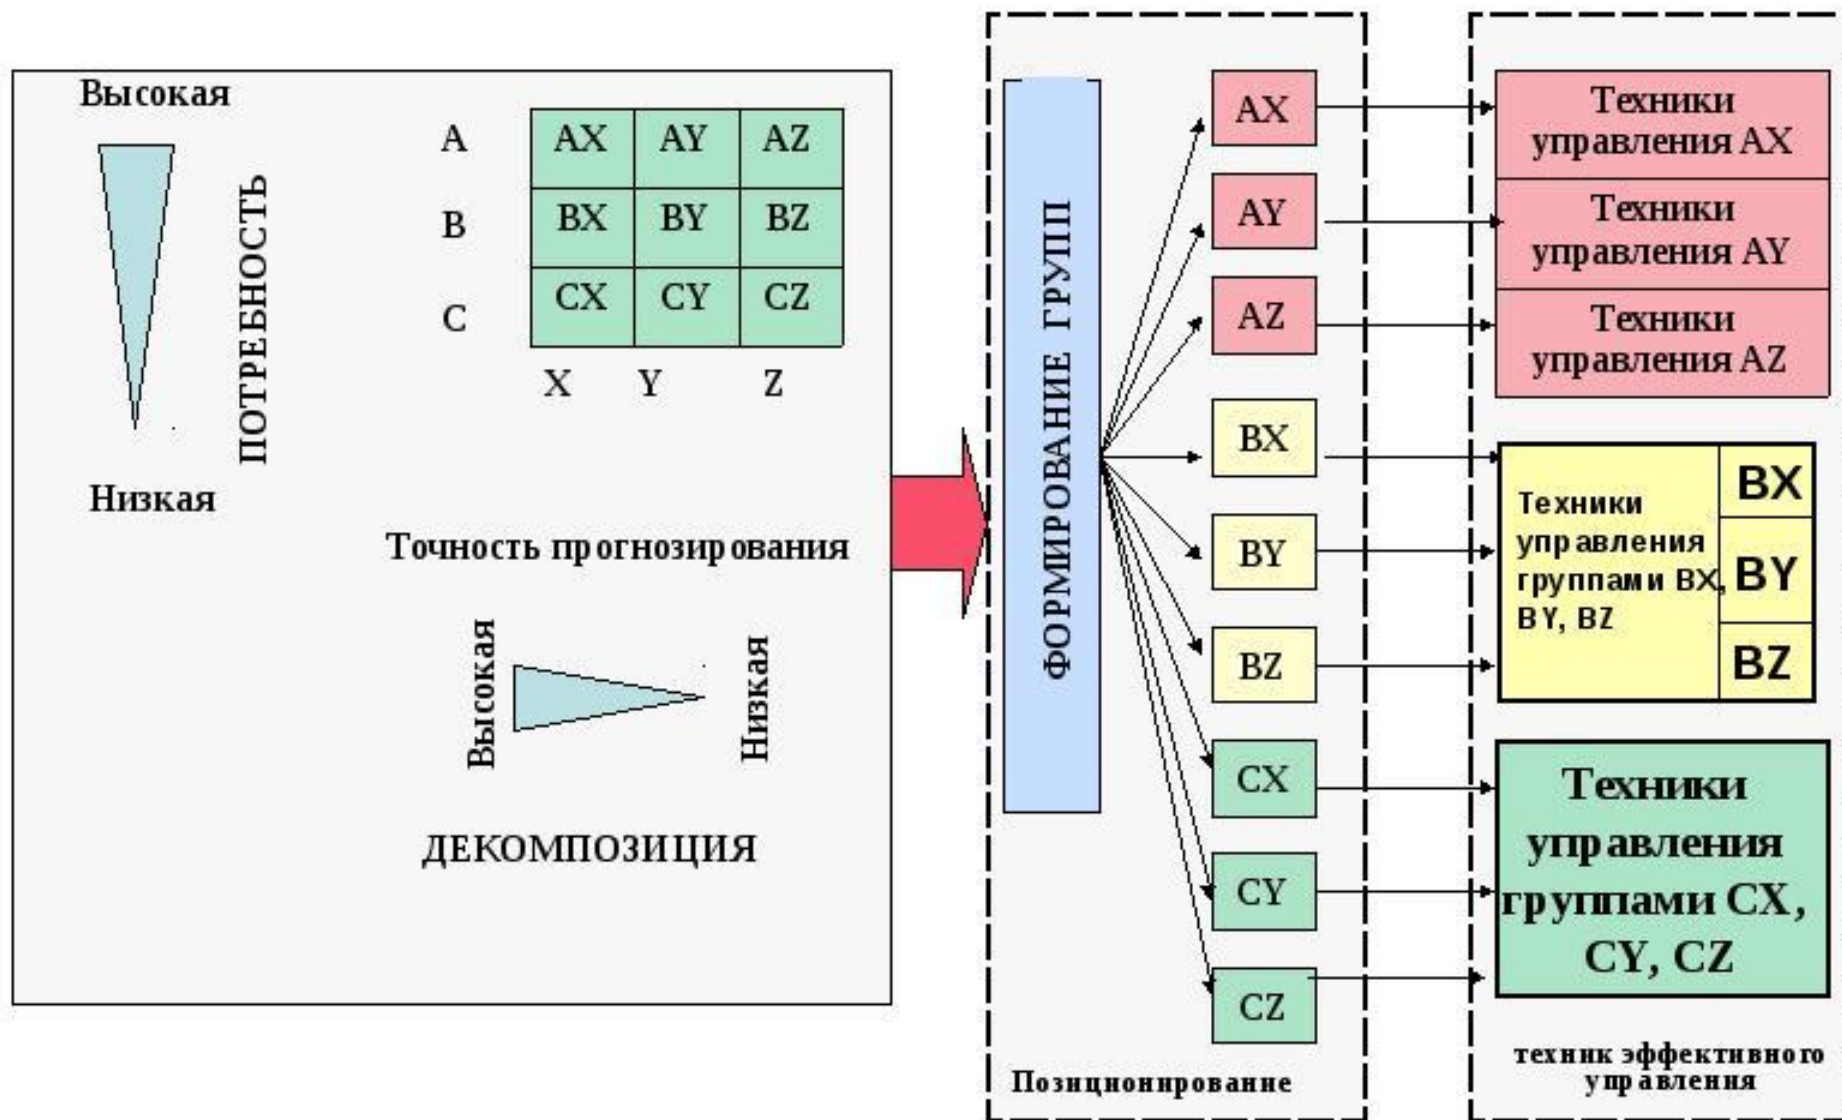 Высокая
ПОТРЕБНОСТЬ
Низкая
A
AX AY AZ
B
BX BY BZ
C
CX CY CZ
X Y Z
Точность прогнозирования
Высокая
Низкая
ДЕКОМПОЗИЦИЯ
ФОРМИРОВАНИЕ ГРУПП
AX
AY
AZ
BX
BY
BZ
CX
CY
CZ
Позиционирование
Техники
управления AX
Техники
управления AY
Техники
управления AZ
Техники
управления
группами BX,
BY, BZ
BX
BY
BZ
Техники
управления
группами CX,
CY, CZ
техник эффективного
управления